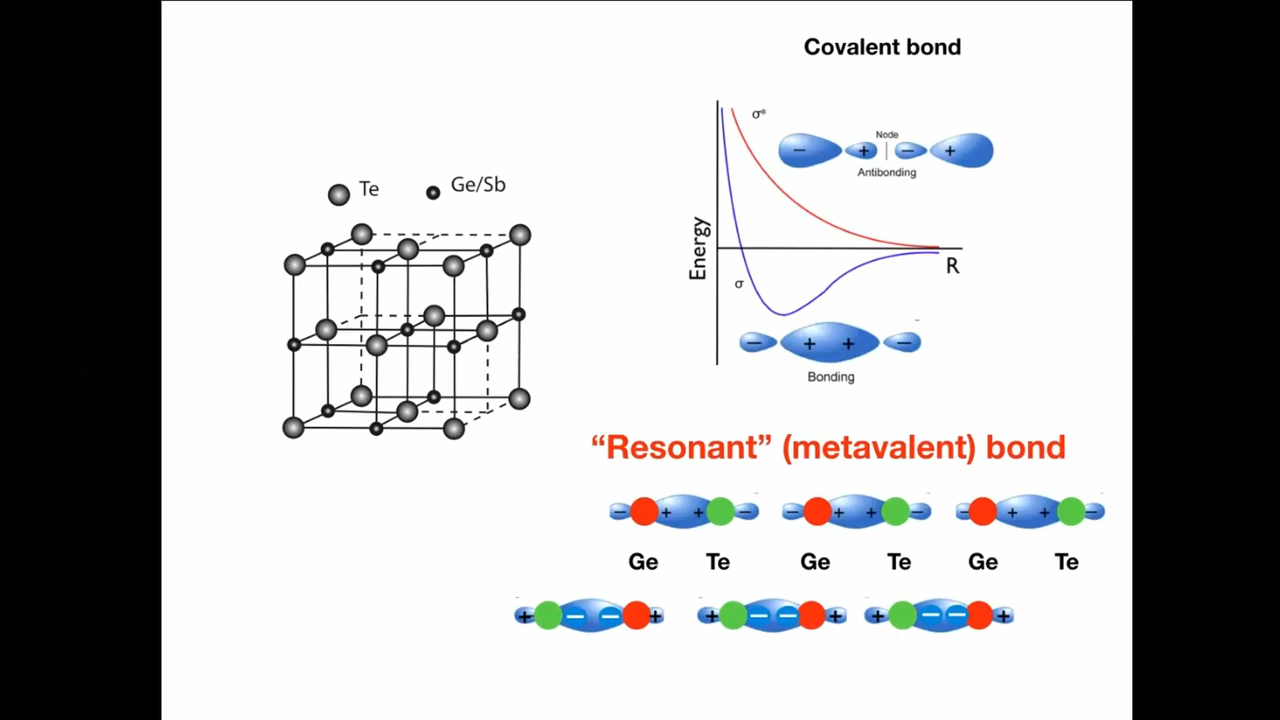 Covalent bond
σ*
Node
− + − +
Antibonding
Te
Ge/Sb
Energy
R
σ
− + + −
Bonding
“Resonant” (metavalent) bond
− + + − − + + − − + + −
Ge Te Ge Te Ge Te
+ − − + + − − + + − − +